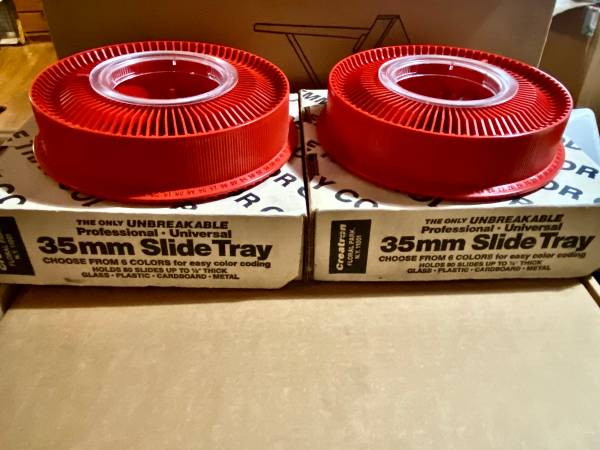 THE ONLY UNBREAKABLE
Professional · Universal
35mm Slide Tray
CHOOSE FROM 6 COLORS for easy color coding
HOLDS 80 SLIDES UP TO ⅛" THICK
GLASS · PLASTIC · CARDBOARD · METAL
Creatron
FLORAL PARK,
N.Y. 11001
THE ONLY UNBREAKABLE
Professional · Universal
35mm Slide Tray
CHOOSE FROM 6 COLORS for easy color coding
HOLDS 80 SLIDES UP TO ⅛" THICK
GLASS · PLASTIC · CARDBOARD · METAL